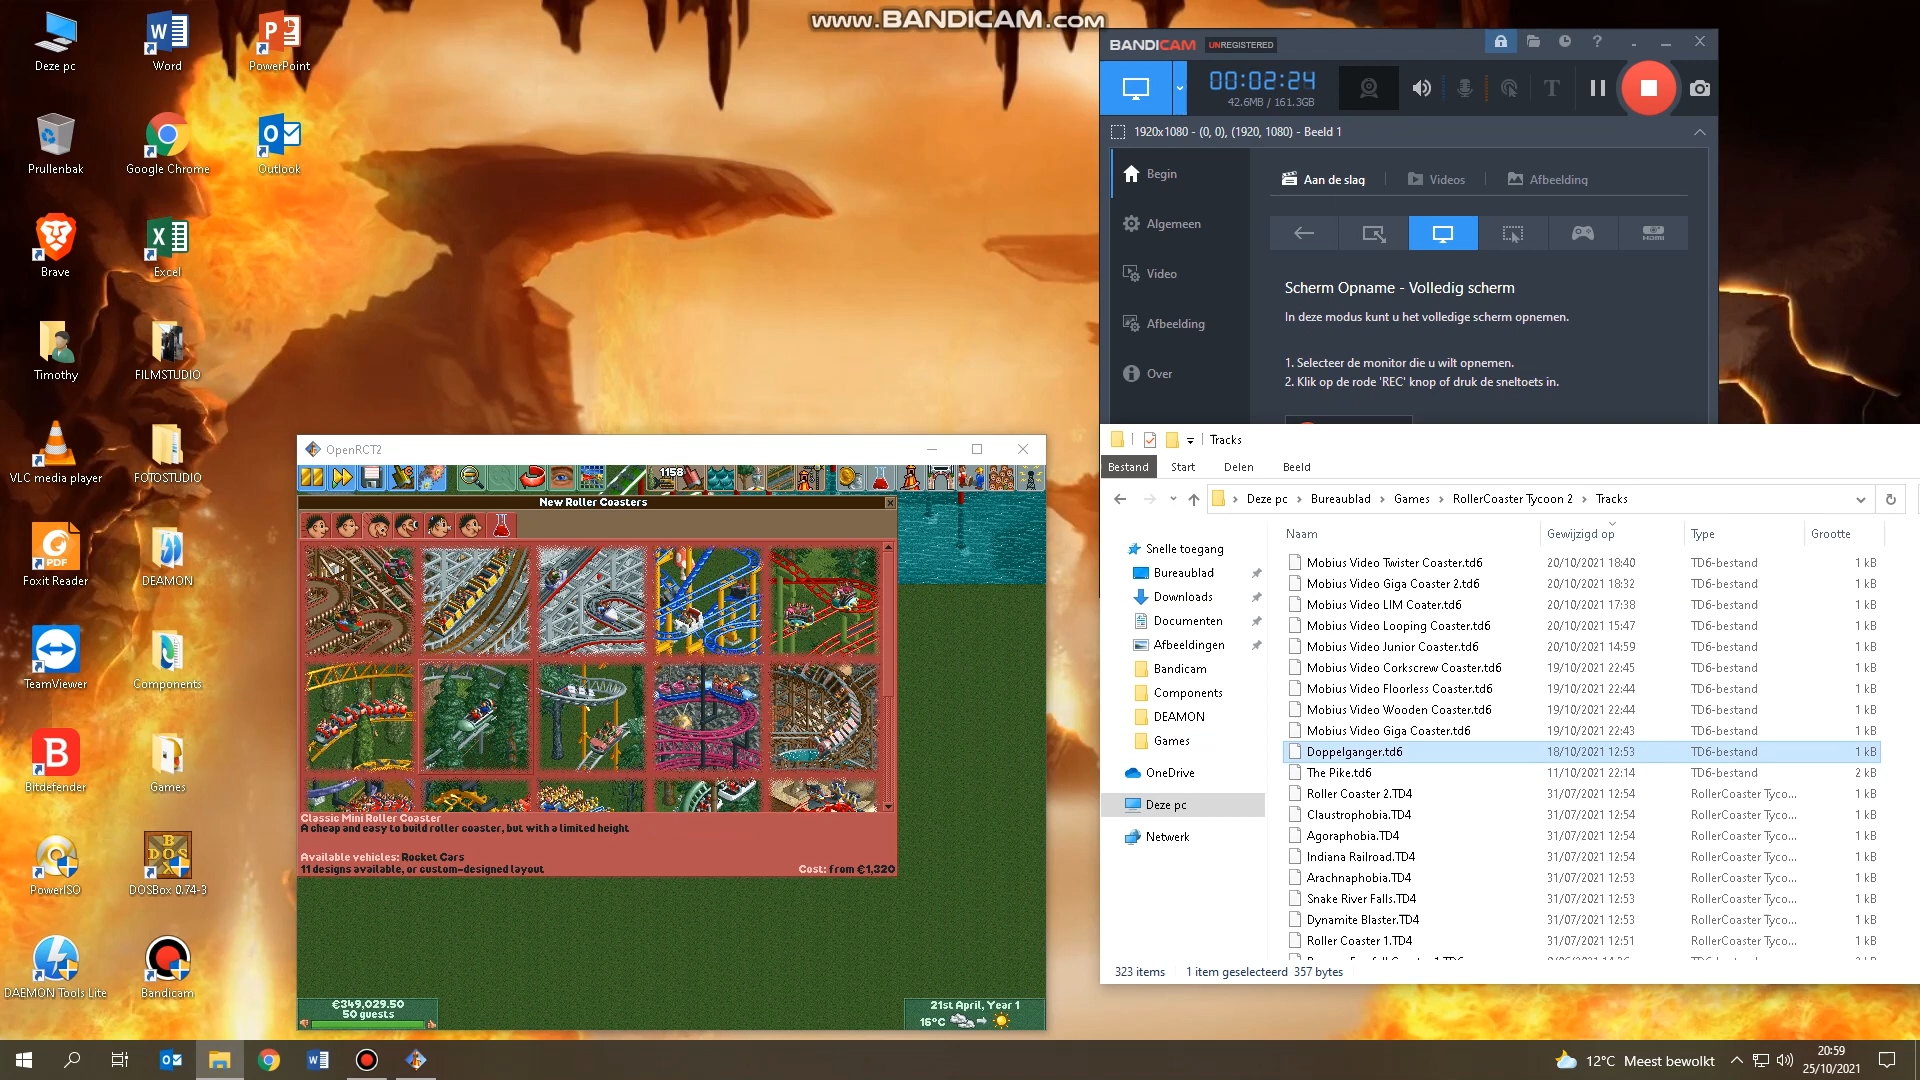 www.BANDICAM.com
Deze pc
Word
PowerPoint
Prullenbak
Google Chrome
Outlook
Brave
Excel
Timothy
FILMSTUDIO
VLC media player
FOTOSTUDIO
Foxit Reader
DEAMON
TeamViewer
Components
Bitdefender
Games
PowerISO
DOSBox 0.74-3
DAEMON Tools Lite
Bandicam
BANDICAM UNREGISTERED
00:02:24
42.6MB / 161.3GB
1920x1080 - (0, 0), (1920, 1080) - Beeld 1
Begin
Algemeen
Video
Afbeelding
Over
Aan de slag
Videos
Afbeelding
HDMI
Scherm Opname - Volledig scherm
In deze modus kunt u het volledige scherm opnemen.
1. Selecteer de monitor die u wilt opnemen.
2. Klik op de rode 'REC' knop of druk de sneltoets in.
OpenRCT2
1158
New Roller Coasters
Classic Mini Roller Coaster
A cheap and easy to build roller coaster, but with a limited height
Available vehicles: Rocket Cars
11 designs available, or custom-designed layout
Cost: from €1,320
€349,029.50
50 guests
21st April, Year 1
16°C
Tracks
Bestand Start Delen Beeld
Deze pc > Bureaublad > Games > RollerCoaster Tycoon 2 > Tracks
Snelle toegang
Bureaublad
Downloads
Documenten
Afbeeldingen
Bandicam
Components
DEAMON
Games
OneDrive
Deze pc
Netwerk
Naam Gewijzigd op Type Grootte
Mobius Video Twister Coaster.td6 20/10/2021 18:40 TD6-bestand 1 kB
Mobius Video Giga Coaster 2.td6 20/10/2021 18:32 TD6-bestand 1 kB
Mobius Video LIM Coater.td6 20/10/2021 17:38 TD6-bestand 1 kB
Mobius Video Looping Coaster.td6 20/10/2021 15:47 TD6-bestand 1 kB
Mobius Video Junior Coaster.td6 20/10/2021 14:59 TD6-bestand 1 kB
Mobius Video Corkscrew Coaster.td6 19/10/2021 22:45 TD6-bestand 1 kB
Mobius Video Floorless Coaster.td6 19/10/2021 22:44 TD6-bestand 1 kB
Mobius Video Wooden Coaster.td6 19/10/2021 22:44 TD6-bestand 1 kB
Mobius Video Giga Coaster.td6 19/10/2021 22:43 TD6-bestand 1 kB
Doppelganger.td6 18/10/2021 12:53 TD6-bestand 1 kB
The Pike.td6 11/10/2021 22:14 TD6-bestand 2 kB
Roller Coaster 2.TD4 31/07/2021 12:54 RollerCoaster Tyco... 1 kB
Claustrophobia.TD4 31/07/2021 12:54 RollerCoaster Tyco... 1 kB
Agoraphobia.TD4 31/07/2021 12:54 RollerCoaster Tyco... 1 kB
Indiana Railroad.TD4 31/07/2021 12:54 RollerCoaster Tyco... 1 kB
Arachnaphobia.TD4 31/07/2021 12:53 RollerCoaster Tyco... 1 kB
Snake River Falls.TD4 31/07/2021 12:53 RollerCoaster Tyco... 1 kB
Dynamite Blaster.TD4 31/07/2021 12:53 RollerCoaster Tyco... 1 kB
Roller Coaster 1.TD4 31/07/2021 12:51 RollerCoaster Tyco... 1 kB
323 items 1 item geselecteerd 357 bytes
12°C Meest bewolkt
20:59
25/10/2021